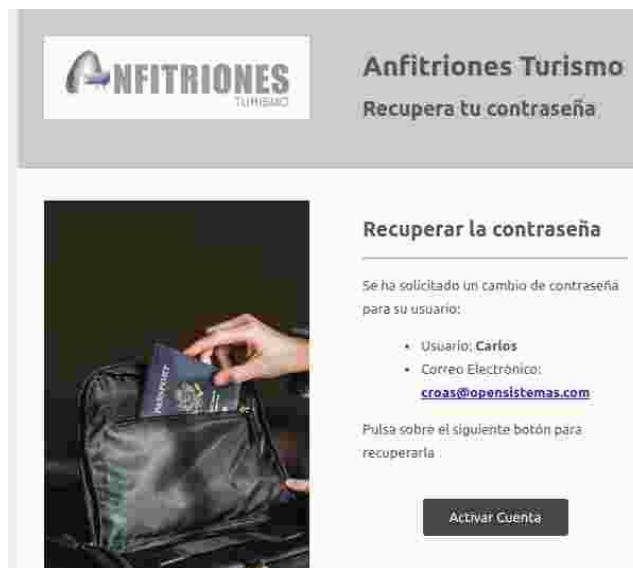 ANFITRIONES
TURISMO
Anfitriones Turismo
Recupera tu contraseña
Recuperar la contraseña
Se ha solicitado un cambio de contraseña
para su usuario:
• Usuario: Carlos
• Correo Electrónico:
croas@opensistemas.com
Pulsa sobre el siguiente botón para
recuperarla
Activar Cuenta
PASSPORT